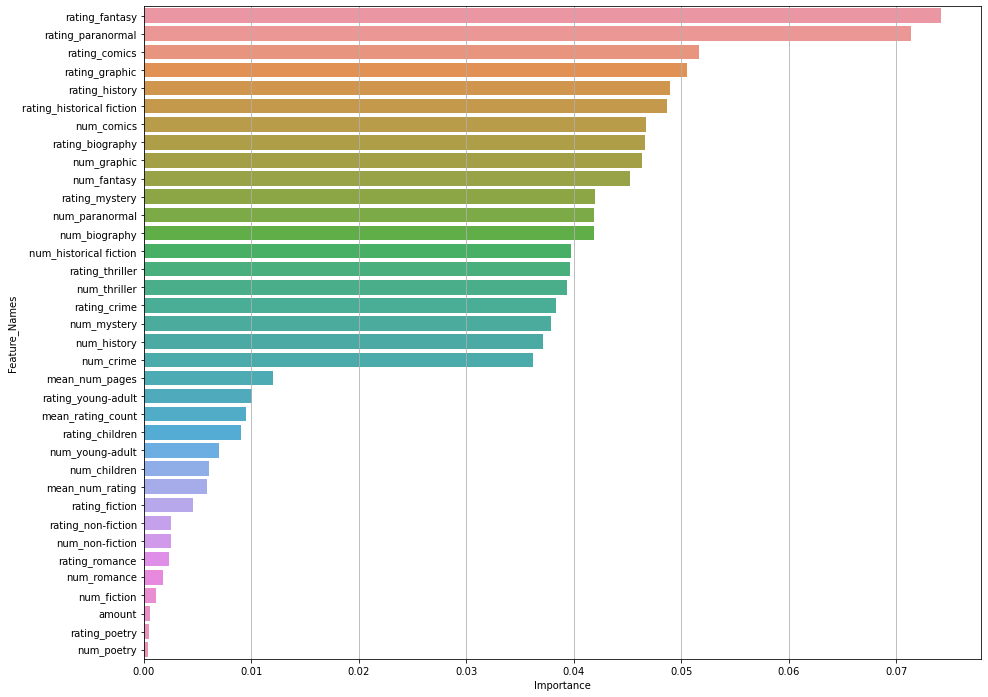 rating_fantasy
rating_paranormal
rating_comics
rating_graphic
rating_history
rating_historical fiction
num_comics
rating_biography
num_graphic
num_fantasy
rating_mystery
num_paranormal
num_biography
num_historical fiction
rating_thriller
num_thriller
rating_crime
num_mystery
num_history
num_crime
mean_num_pages
rating_young-adult
mean_rating_count
rating_children
num_young-adult
num_children
mean_num_rating
rating_fiction
rating_non-fiction
num_non-fiction
rating_romance
num_romance
num_fiction
amount
rating_poetry
num_poetry
Feature_Names
0.00 0.01 0.02 0.03 0.04 0.05 0.06 0.07
Importance